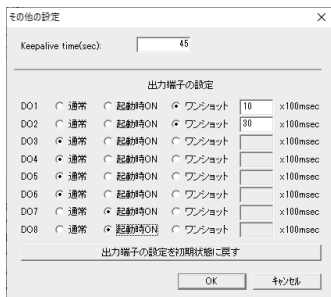 その他の設定
Keepalive time(sec): 45
出力端子の設定
DO1 通常 起動時ON ワンショット 10 x100msec
DO2 通常 起動時ON ワンショット 30 x100msec
DO3 通常 起動時ON ワンショット x100msec
DO4 通常 起動時ON ワンショット x100msec
DO5 通常 起動時ON ワンショット x100msec
DO6 通常 起動時ON ワンショット x100msec
DO7 通常 起動時ON ワンショット x100msec
DO8 通常 起動時ON ワンショット x100msec
出力端子の設定を初期状態に戻す
OK キャンセル